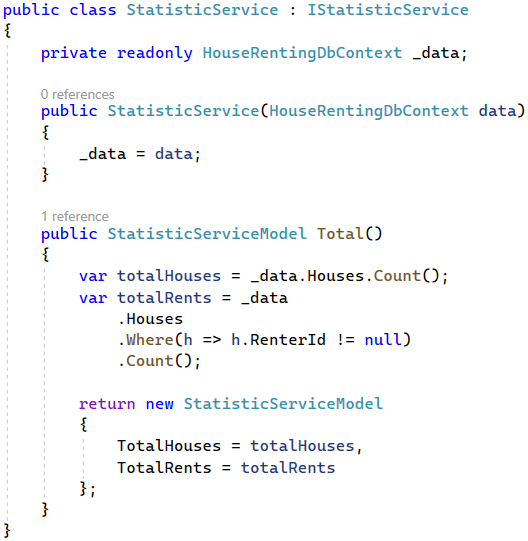 public class StatisticService : IStatisticService
{
    private readonly HouseRentingDbContext _data;

    0 references
    public StatisticService(HouseRentingDbContext data)
    {
        _data = data;
    }

    1 reference
    public StatisticServiceModel Total()
    {
        var totalHouses = _data.Houses.Count();
        var totalRents = _data
            .Houses
            .Where(h => h.RenterId != null)
            .Count();

        return new StatisticServiceModel
        {
            TotalHouses = totalHouses,
            TotalRents = totalRents
        };
    }
}